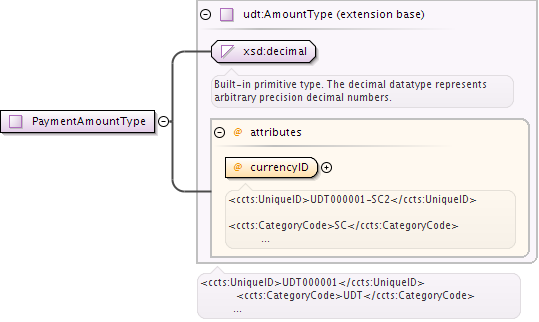 udt:AmountType (extension base)
xsd:decimal
Built-in primitive type. The decimal datatype represents
arbitrary precision decimal numbers.
PaymentAmountType
@ attributes
@ currencyID
<ccts:UniqueID>UDT000001-SC2</ccts:UniqueID>
<ccts:CategoryCode>SC</ccts:CategoryCode>
...
<ccts:UniqueID>UDT000001</ccts:UniqueID>
<ccts:CategoryCode>UDT</ccts:CategoryCode>
...